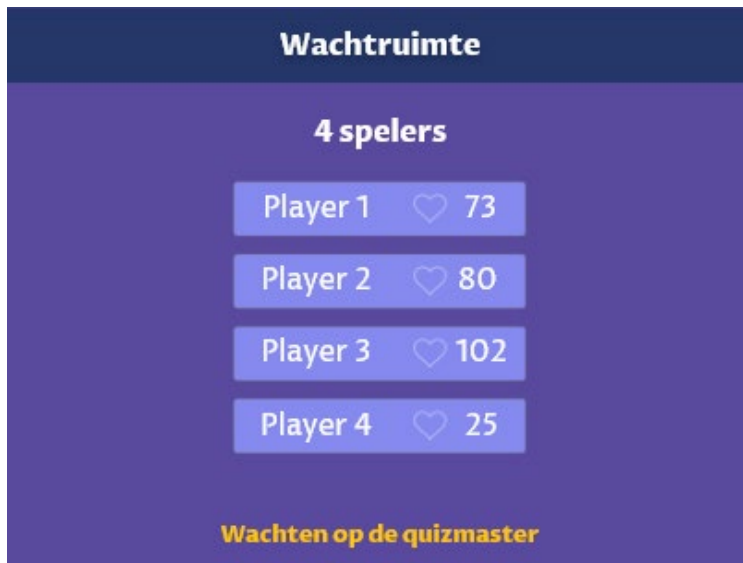 Wachtruimte
4 spelers
Player 1 73
Player 2 80
Player 3 102
Player 4 25
Wachten op de quizmaster